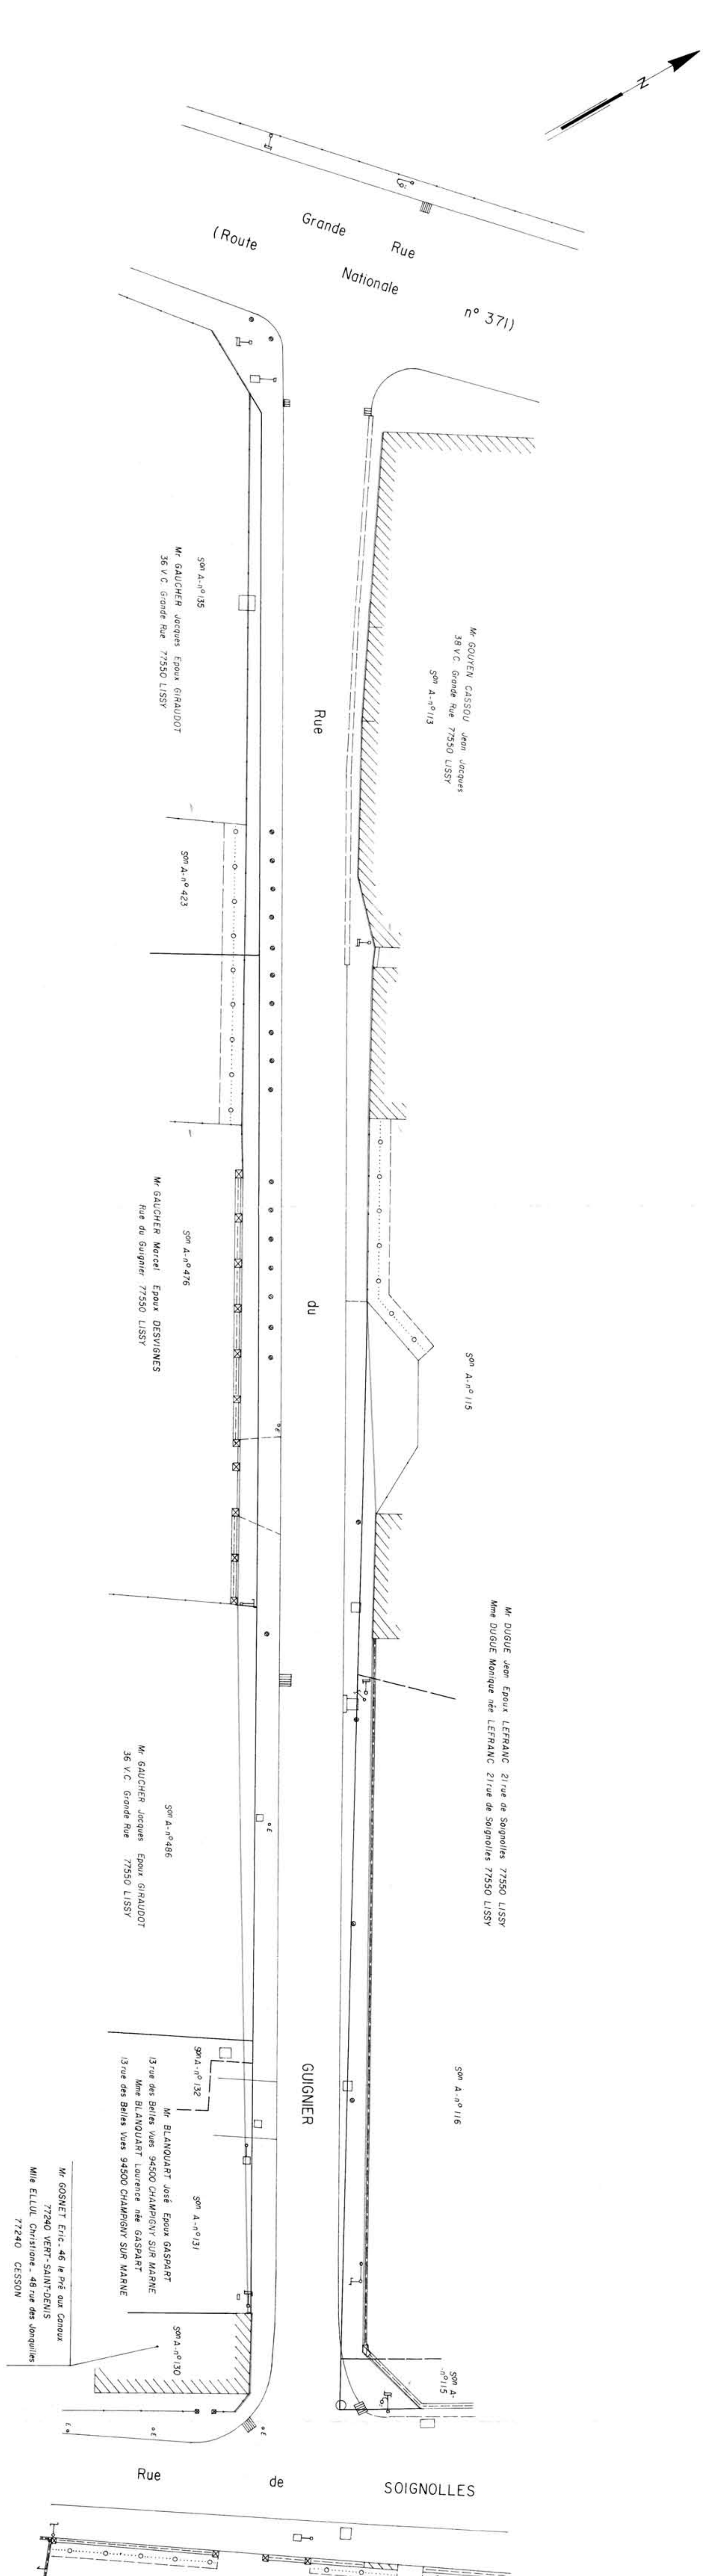 N
Grande Rue
(Route Nationale n° 371)
Sᵒⁿ A-n° 135
Mr GAUCHER Jacques Epoux GIRAUDOT
36 V.C. Grande Rue 77550 LISSY
Mr GOUYEN CASSOU Jean Jacques
38 V.C. Grande Rue 77550 LISSY
Sᵒⁿ A-n° 113
Rue
Sᵒⁿ A-n° 423
Mr GAUCHER Marcel Epoux DESVIGNES
Rue du Guignier 77550 LISSY
Sᵒⁿ A-n° 476
du
Sᵒⁿ A-n° 115
E
Mr DUGUE Jean Epoux LEFRANC 21 rue de Soignolles 77550 LISSY
Mme DUGUE Monique née LEFRANC 21 rue de Soignolles 77550 LISSY
Sᵒⁿ A-n° 486
Mr GAUCHER Jacques Epoux GIRAUDOT
36 V.C. Grande Rue 77550 LISSY
E
Sᵒⁿ A-n° 132
GUIGNIER
Sᵒⁿ A-n° 116
Mr BLANQUART José Epoux GASPART
13 rue des Belles Vues 94500 CHAMPIGNY SUR MARNE
Mme BLANQUART Laurence née GASPART
13 rue des Belles Vues 94500 CHAMPIGNY SUR MARNE
Sᵒⁿ A-n° 131
Mr GOSNET Eric_ 46 le Pré aux Canaux
77240 VERT-SAINT-DENIS
Mlle ELLUL Christiane_ 48 rue des Jonquilles
77240 CESSON
Sᵒⁿ A-n° 130
Sᵒⁿ A-
n° 115
E
E
E
Rue de SOIGNOLLES